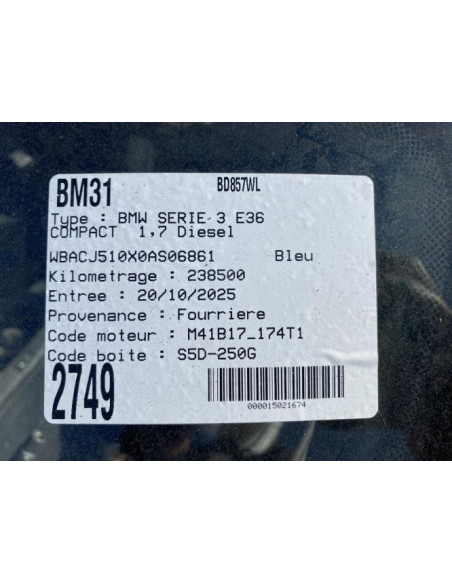 BM31 BD857WL
Type : BMW SERIE 3 E36
COMPACT 1,7 Diesel
WBACJ510X0AS06861 Bleu
Kilometrage : 238500
Entree : 20/10/2025
Provenance : Fourriere
Code moteur : M41B17_174T1
Code boite : S5D-250G
2749
000015021674